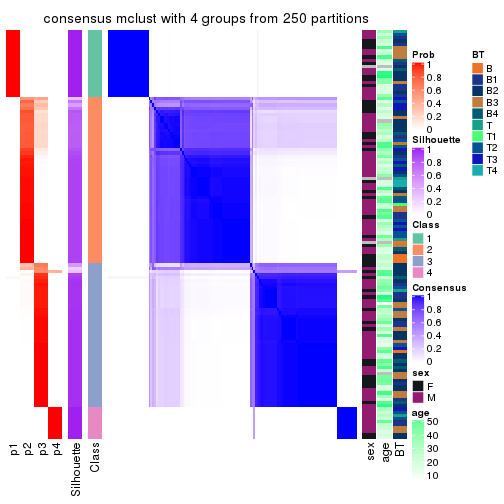 consensus mclust with 4 groups from 250 partitions
p1
p2
p3
p4
Silhouette
Class
sex
age
BT
Prob
1
0.8
0.6
0.4
0.2
0
Silhouette
1
0.8
0.6
0.4
0.2
0
Class
1
2
3
4
Consensus
1
0.8
0.6
0.4
0.2
0
sex
F
M
age
50
40
30
20
10
BT
B
B1
B2
B3
B4
T
T1
T2
T3
T4